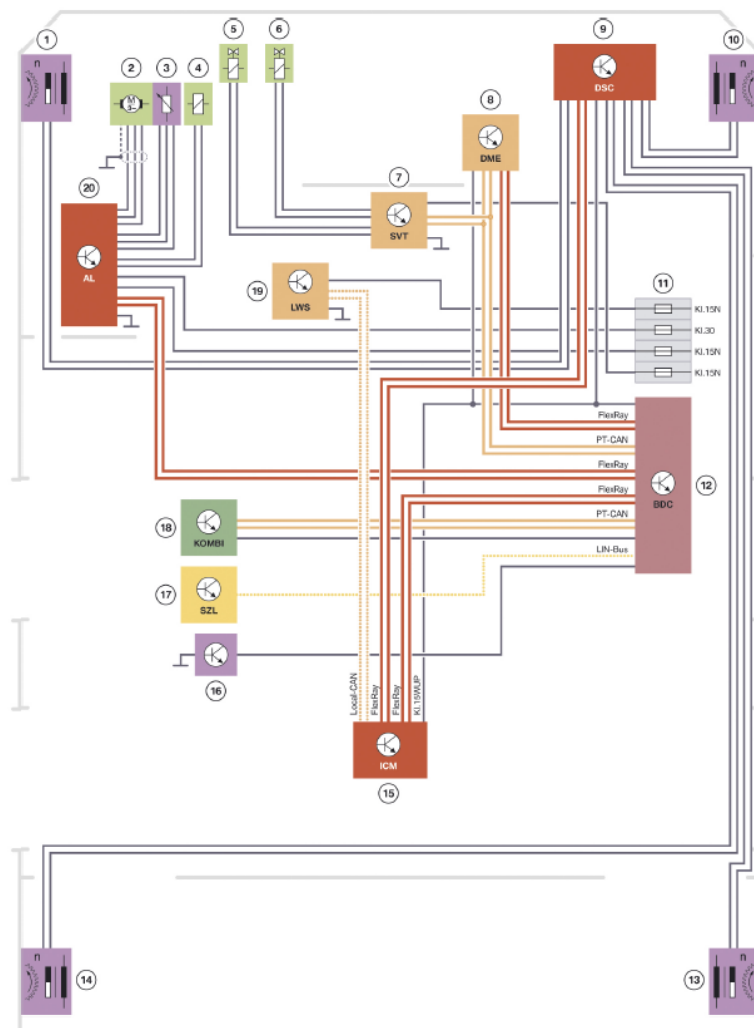 1
n
2
3
4
5
6
9
10
n
M
3~
DSC
8
DME
7
SVT
20
AL
19
LWS
11
Kl.15N
Kl.30
Kl.15N
Kl.15N
FlexRay
PT-CAN
FlexRay
FlexRay
PT-CAN
LIN-Bus
BDC
12
18
KOMBI
17
SZL
16
Local-CAN
FlexRay
FlexRay
Kl.15WUP
ICM
15
n
14
13
n